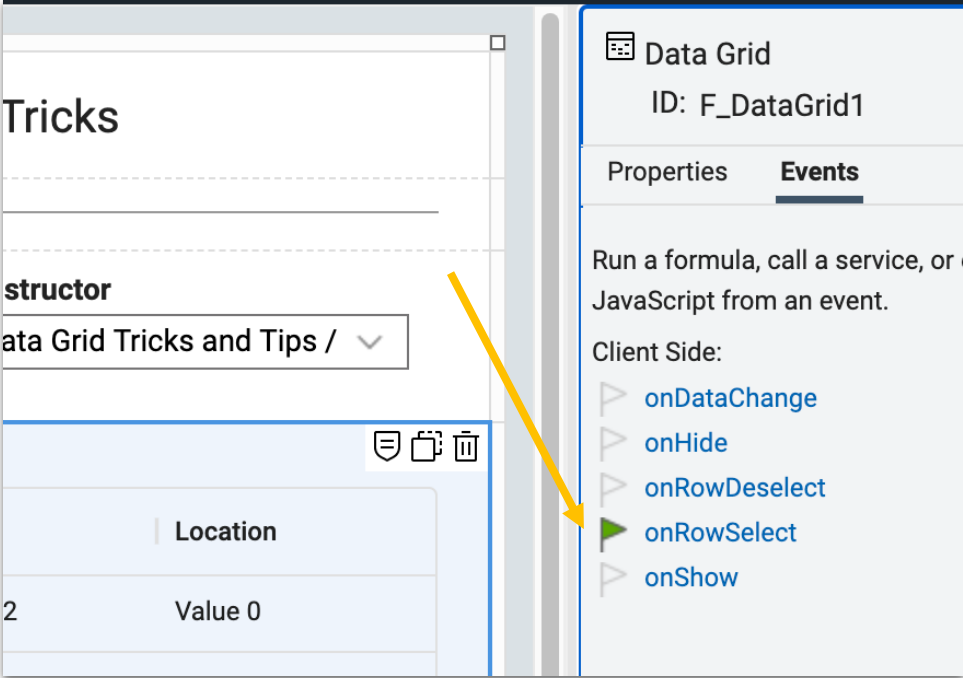 Tricks
structor
ata Grid Tricks and Tips /
Location
2
Value 0
Data Grid
ID: F_DataGrid1
Properties
Events
Run a formula, call a service, or
JavaScript from an event.
Client Side:
onDataChange
onHide
onRowDeselect
onRowSelect
onShow